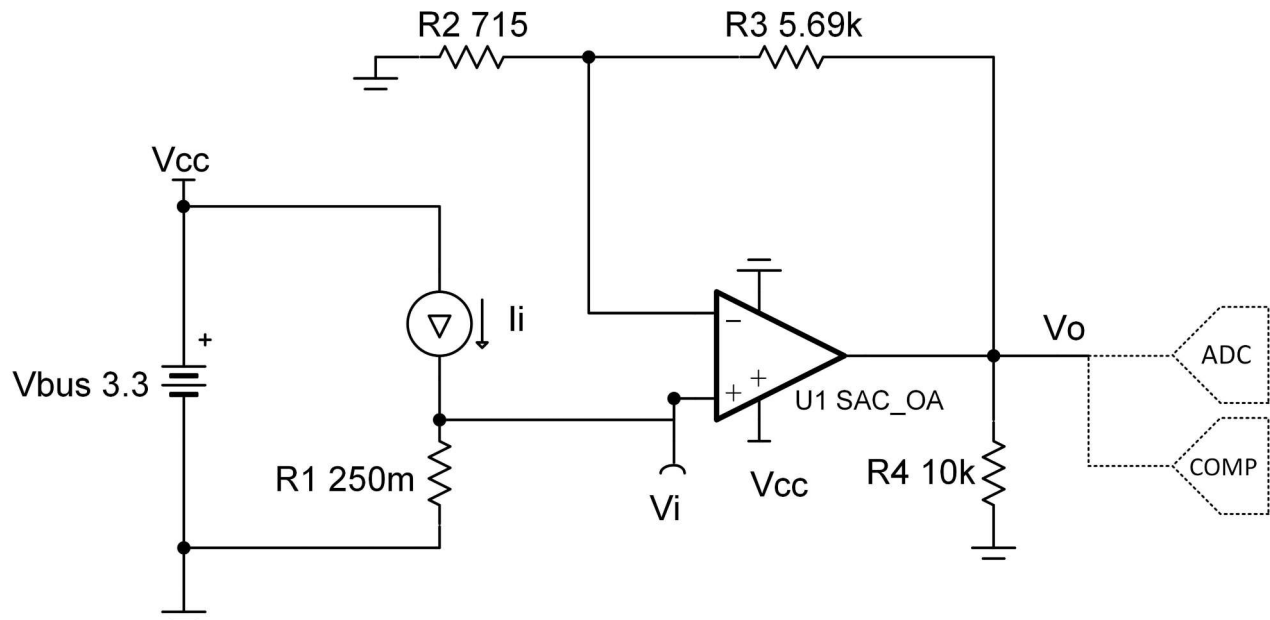 R2 715
R3 5.69k
Vcc
Ii
Vo
ADC
+
Vbus 3.3
−
+
+
U1 SAC_OA
COMP
R1 250m
Vi
Vcc
R4 10k